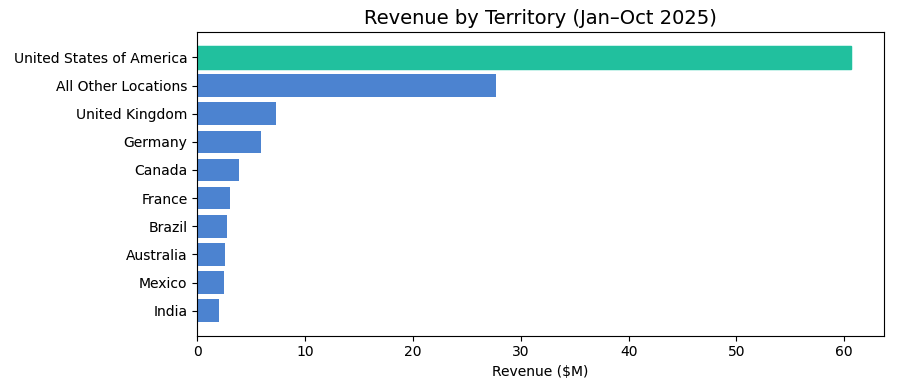 Revenue by Territory (Jan–Oct 2025)
United States of America
All Other Locations
United Kingdom
Germany
Canada
France
Brazil
Australia
Mexico
India
0 10 20 30 40 50 60
Revenue ($M)